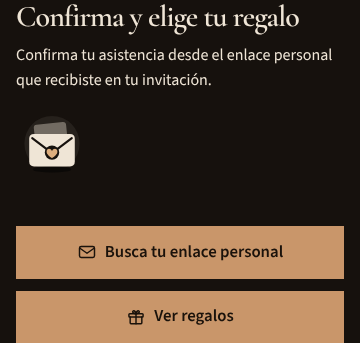 Confirma y elige tu regalo
Confirma tu asistencia desde el enlace personal
que recibiste en tu invitación.
Busca tu enlace personal
Ver regalos